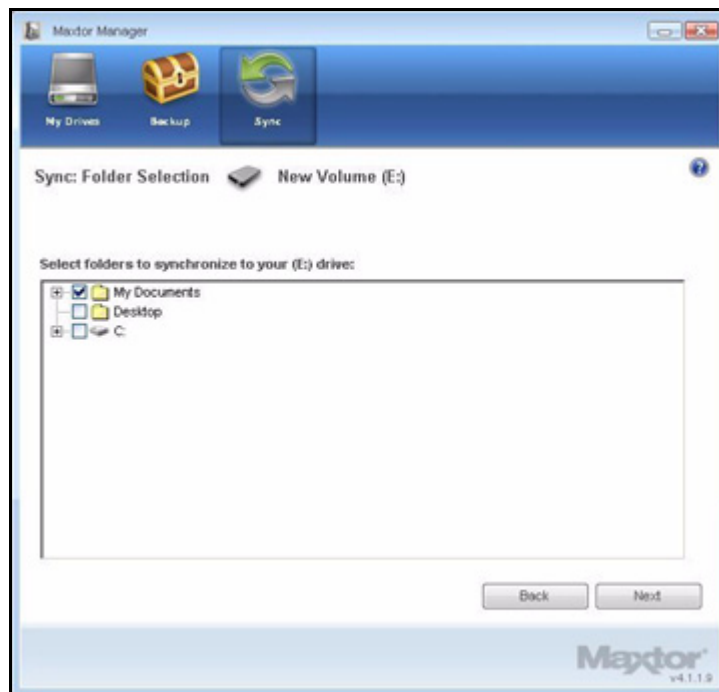 Maxtor Manager
My Drives Backup Sync
Sync: Folder Selection New Volume (E:)
Select folders to synchronize to your (E:) drive:
My Documents
Desktop
C:
Back Next
Maxtor
v4.1.1.9